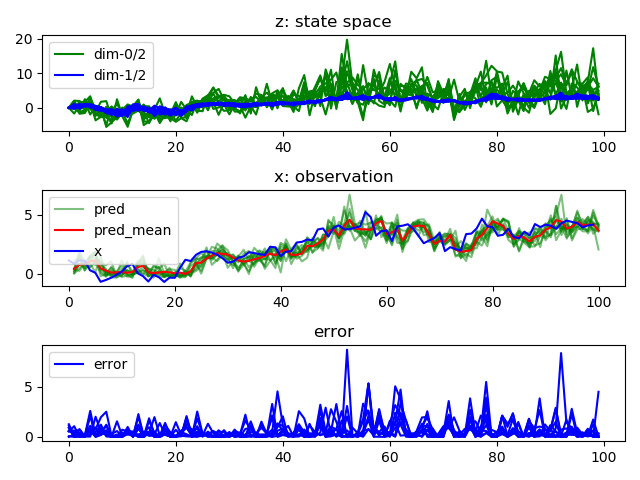 z: state space
20
10
0
dim-0/2
dim-1/2
0 20 40 60 80 100
x: observation
5
0
pred
pred_mean
x
0 20 40 60 80 100
error
5
0
error
0 20 40 60 80 100